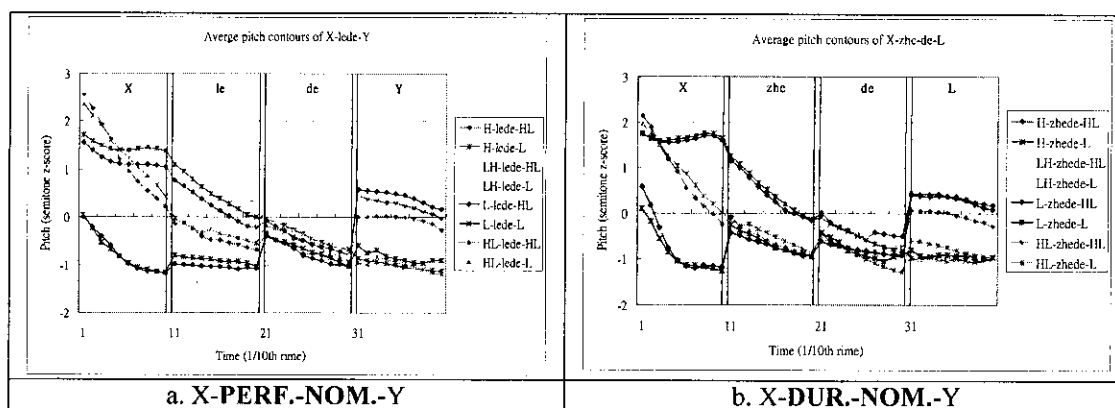 Averge pitch contours of X-lede-Y
3
2
1
0
-1
-2
Pitch (semitone z-score)
X
le
de
Y
1
11
21
31
Time (1/10th rime)
H-lede-HL
H-lede-L
LH-lede-HL
LH-lede-L
L-lede-HL
L-lede-L
HL-lede-HL
HL-lede-L
a. X-PERF.-NOM.-Y
Average pitch contours of X-zhe-de-L
3
2
1
0
-1
-2
Pitch (semitone z-score)
X
zhe
de
L
1
11
21
31
Time (1/10th rime)
H-zhede-HL
H-zhede-L
LH-zhede-HL
LH-zhede-L
L-zhede-HL
L-zhede-L
HL-zhede-HL
HL-zhede-L
b. X-DUR.-NOM.-Y